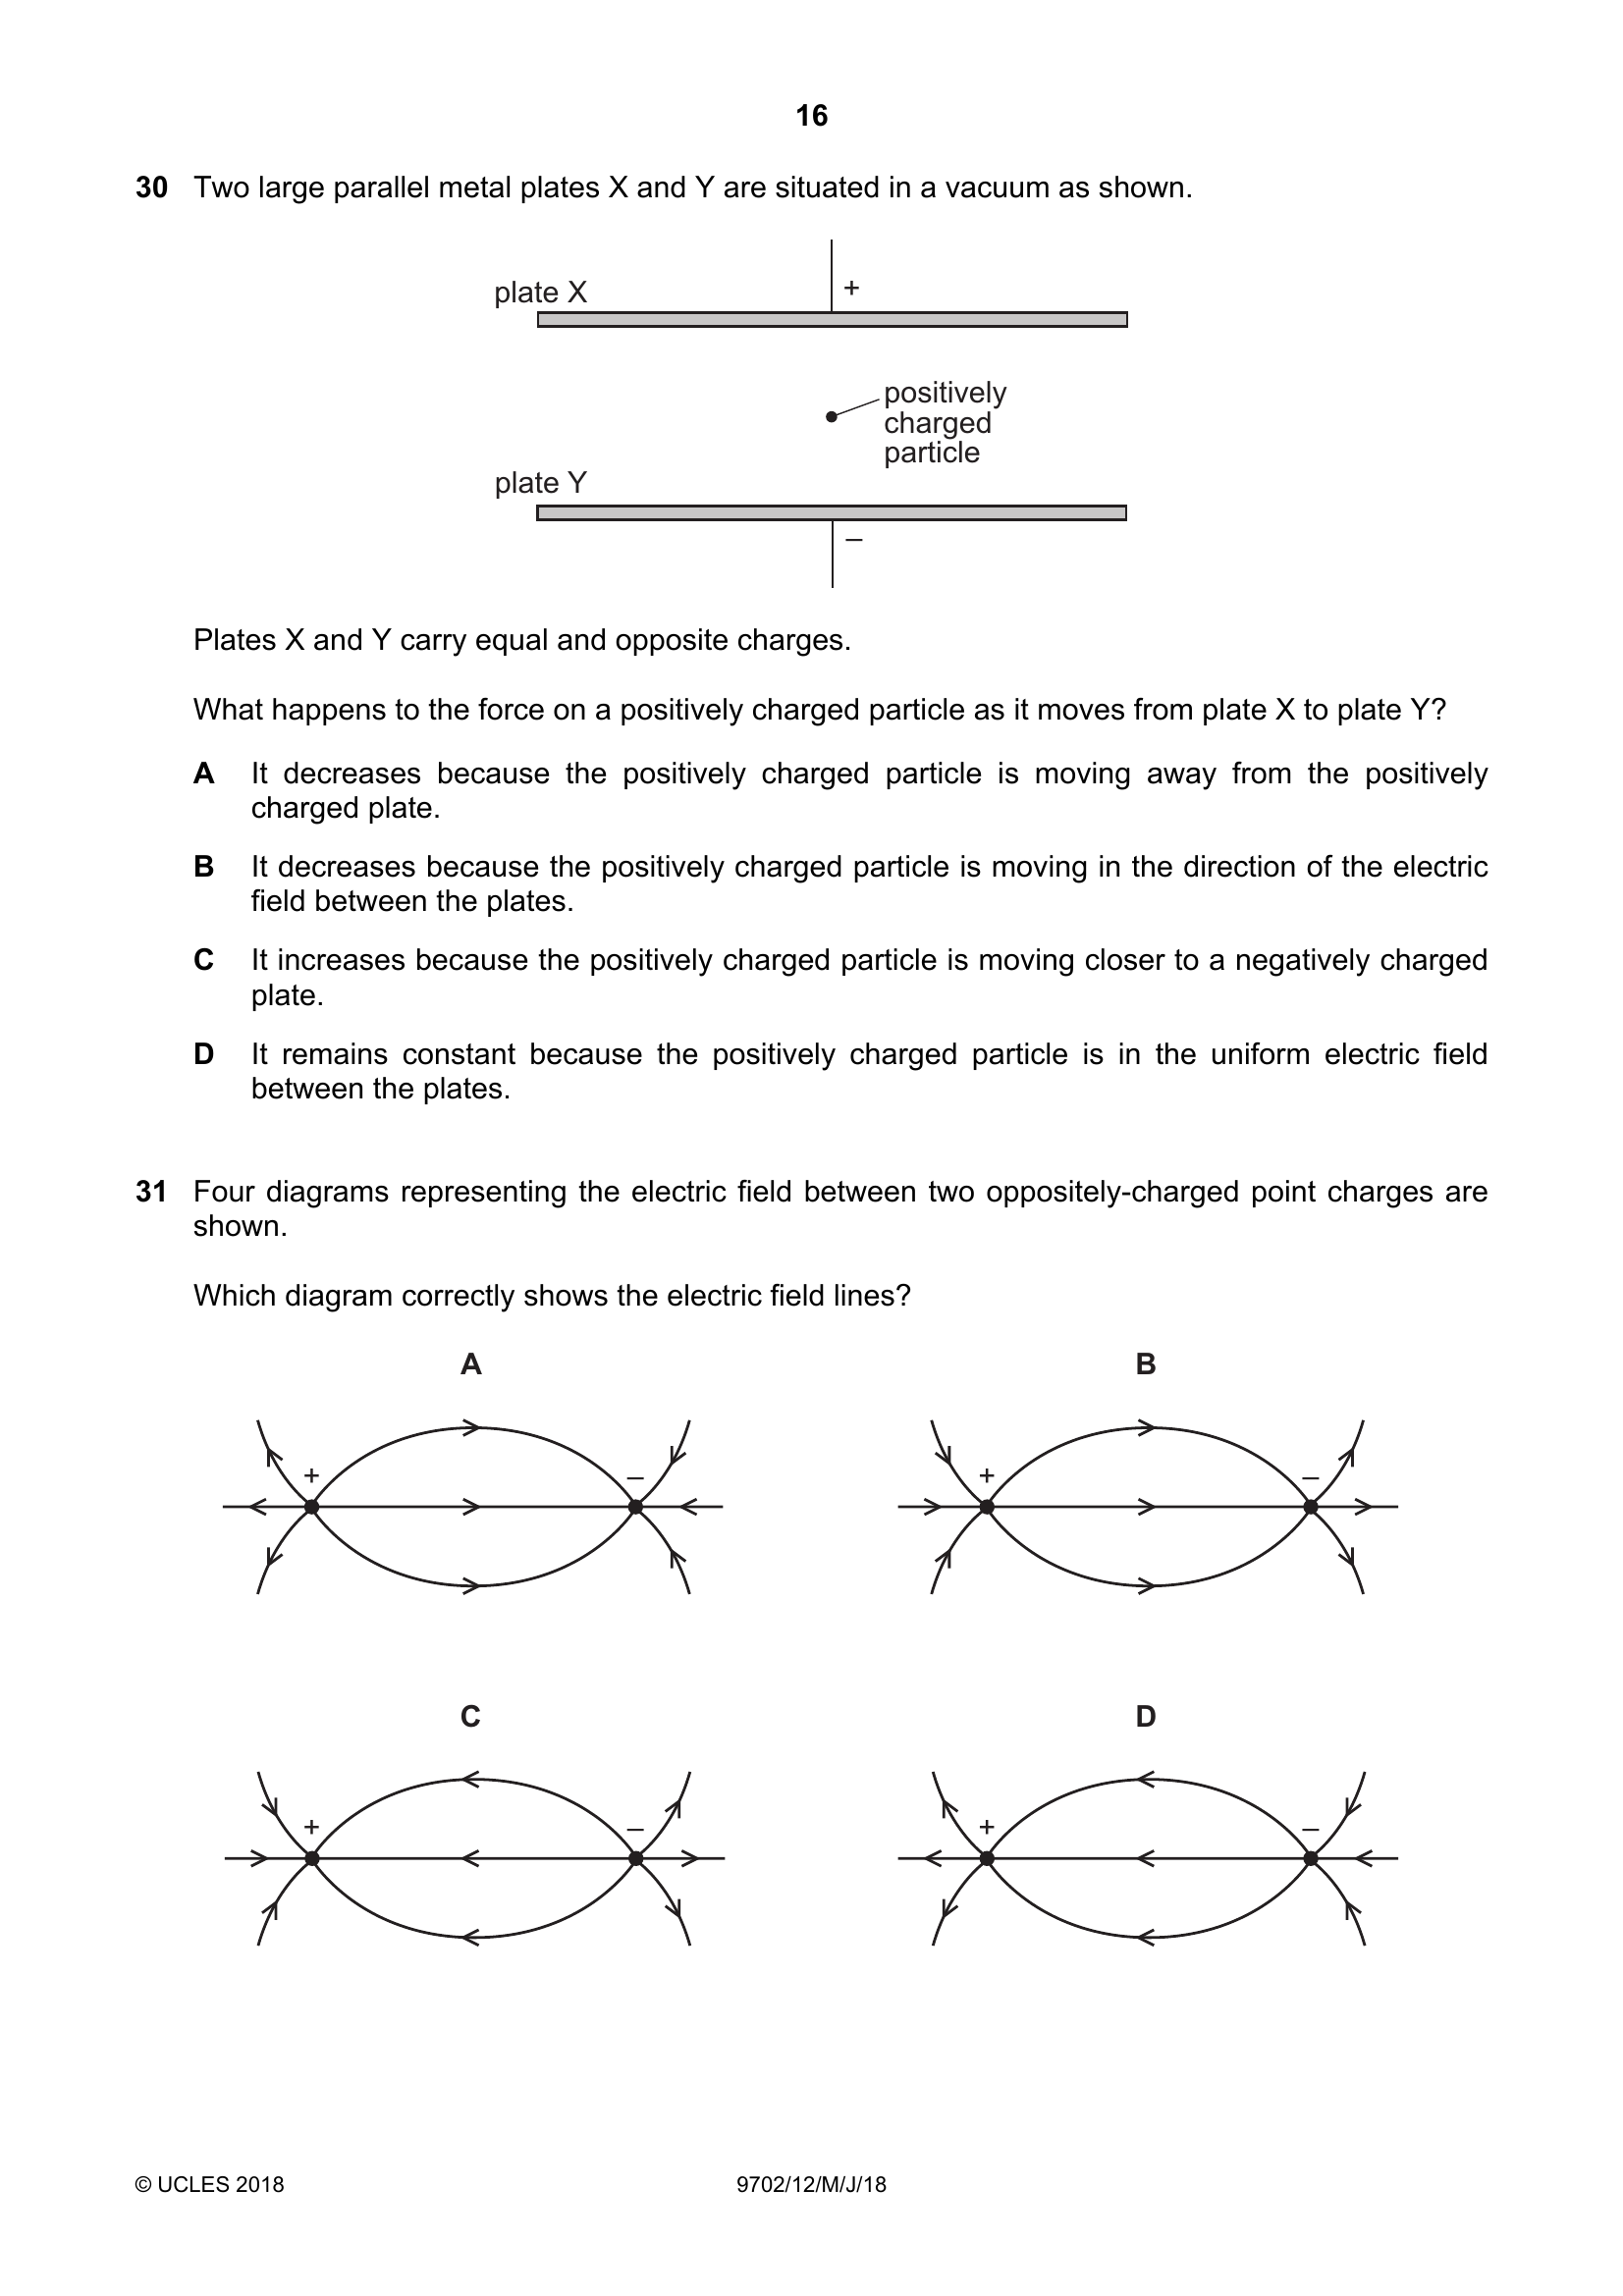 16
30 Two large parallel metal plates X and Y are situated in a vacuum as shown.
plate X
+
positively
charged
particle
plate Y
–
Plates X and Y carry equal and opposite charges.
What happens to the force on a positively charged particle as it moves from plate X to plate Y?
A It decreases because the positively charged particle is moving away from the positively
charged plate.
B It decreases because the positively charged particle is moving in the direction of the electric
field between the plates.
C It increases because the positively charged particle is moving closer to a negatively charged
plate.
D It remains constant because the positively charged particle is in the uniform electric field
between the plates.
31 Four diagrams representing the electric field between two oppositely-charged point charges are
shown.
Which diagram correctly shows the electric field lines?
A B
+ – + –
C D
+ – + –
© UCLES 2018 9702/12/M/J/18